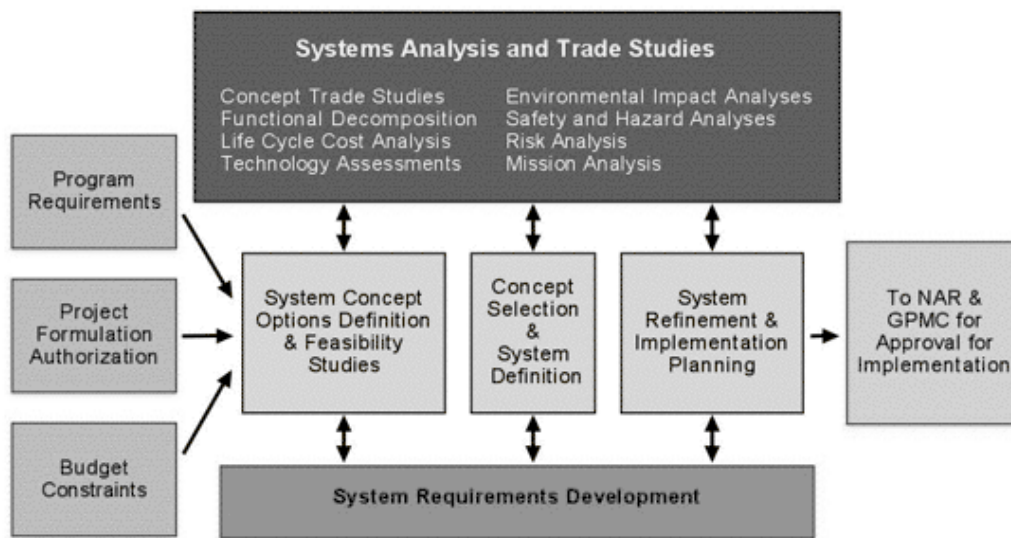 Systems Analysis and Trade Studies
Concept Trade Studies
Functional Decomposition
Life Cycle Cost Analysis
Technology Assessments
Environmental Impact Analyses
Safety and Hazard Analyses
Risk Analysis
Mission Analysis
Program
Requirements
Project
Formulation
Authorization
Budget
Constraints
System Concept
Options Definition
& Feasibility
Studies
Concept
Selection
&
System
Definition
System
Refinement &
Implementation
Planning
To NAR &
GPMC for
Approval for
Implementation
System Requirements Development